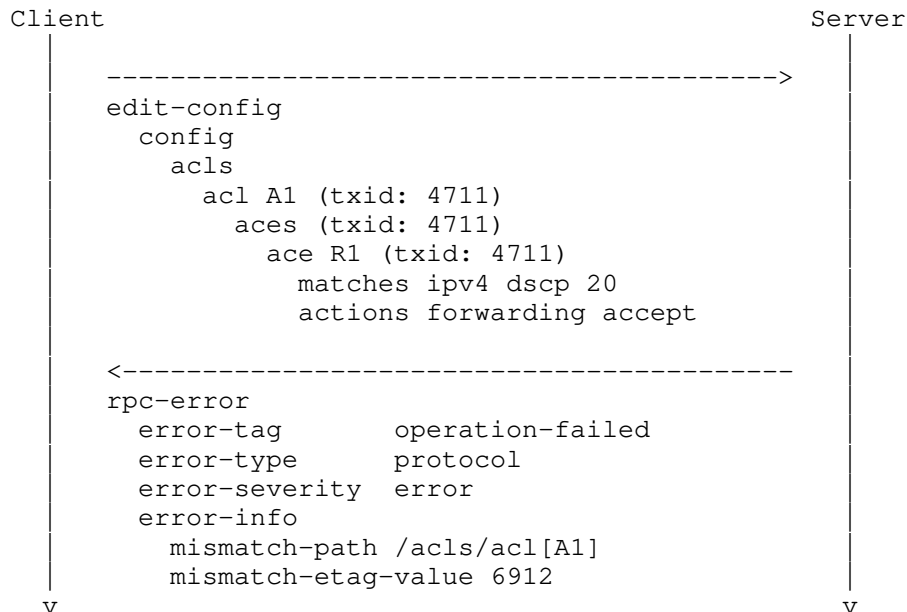 Client Server
------------------------------------------>
edit-config
config
acls
acl A1 (txid: 4711)
aces (txid: 4711)
ace R1 (txid: 4711)
matches ipv4 dscp 20
actions forwarding accept
<------------------------------------------
rpc-error
error-tag operation-failed
error-type protocol
error-severity error
error-info
mismatch-path /acls/acl[A1]
mismatch-etag-value 6912
v v